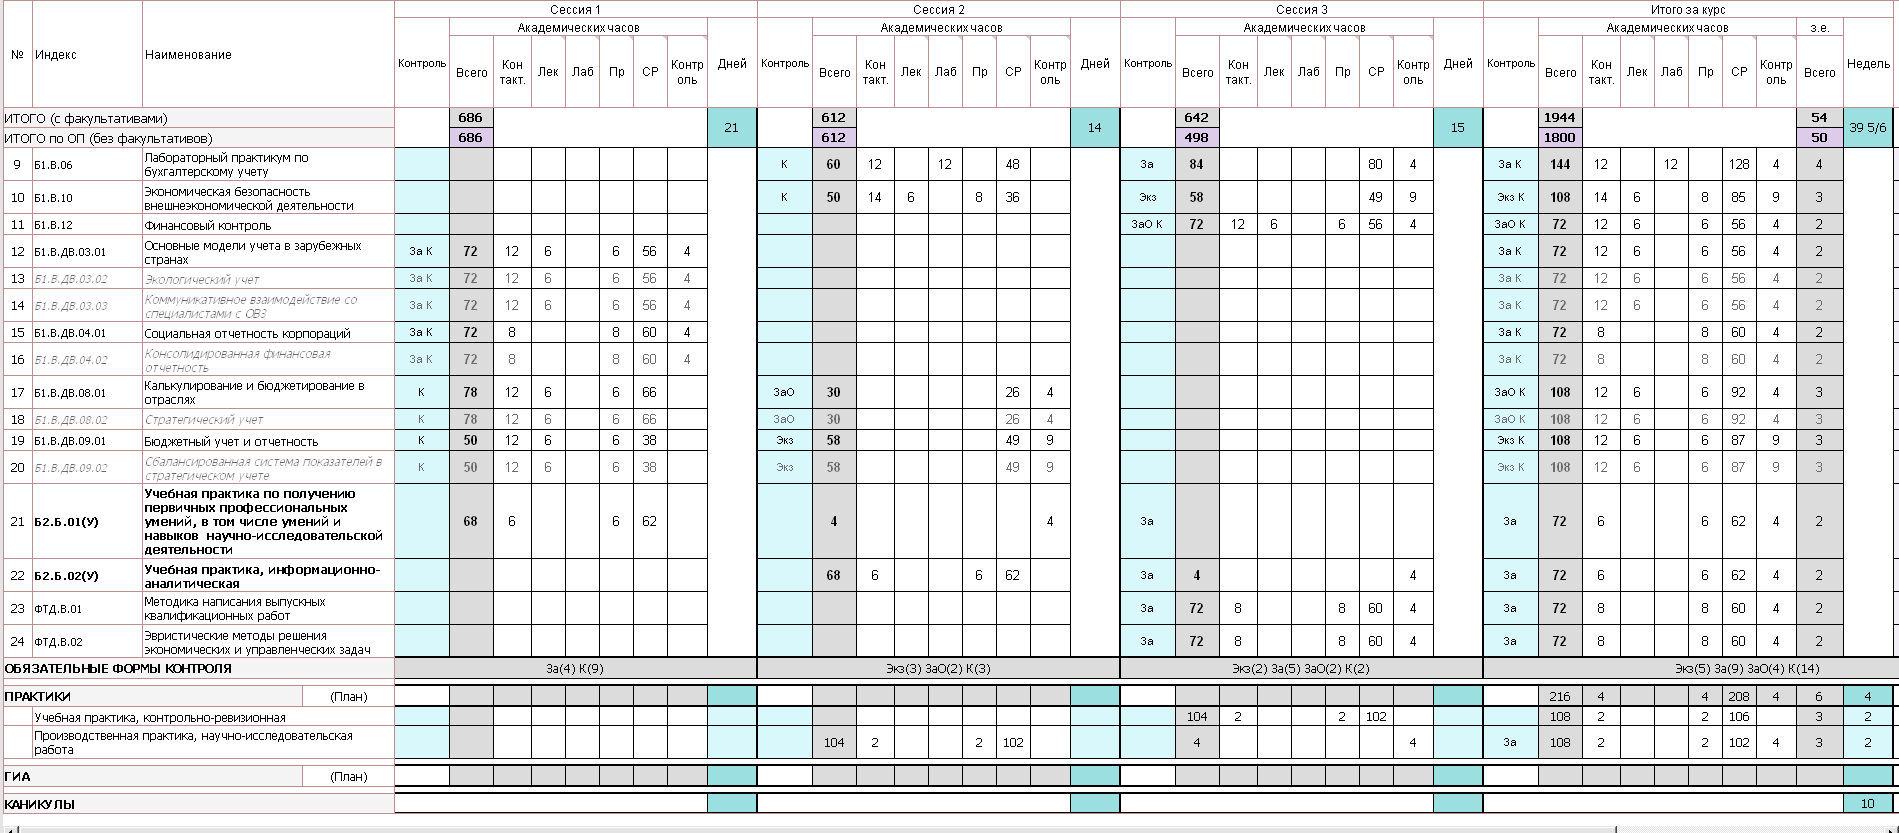 Сессия 1 Сессия 2 Сессия 3 Итого за курс
Академических часов Академических часов Академических часов Академических часов з.е.
№ Индекс Наименование Контроль Всего Кон такт. Лек Лаб Пр СР Контр оль Дней Контроль Всего Кон такт. Лек Лаб Пр СР Контр оль Дней Контроль Всего Кон такт. Лек Лаб Пр СР Контр оль Дней Контроль Всего Кон такт. Лек Лаб Пр СР Контр оль Всего Недель
ИТОГО (с факультативами) 686 612 642 1944 54
21 14 15 39 5/6
ИТОГО по ОП (без факультативов) 686 612 498 1800 50
9 Б1.В.06 Лабораторный практикум по
бухгалтерскому учету К 60 12 12 48 За 84 80 4 За К 144 12 12 128 4 4
10 Б1.В.10 Экономическая безопасность
внешнеэкономической деятельности К 50 14 6 8 36 Экз 58 49 9 Экз К 108 14 6 8 85 9 3
11 Б1.В.12 Финансовый контроль ЗаО К 72 12 6 6 56 4 ЗаО К 72 12 6 6 56 4 2
12 Б1.В.ДВ.03.01 Основные модели учета в зарубежных
странах За К 72 12 6 6 56 4 За К 72 12 6 6 56 4 2
13 Б1.В.ДВ.03.02 Экологический учет За К 72 12 6 6 56 4 За К 72 12 6 6 56 4 2
14 Б1.В.ДВ.03.03 Коммуникативное взаимодействие со
специалистами с ОВЗ За К 72 12 6 6 56 4 За К 72 12 6 6 56 4 2
15 Б1.В.ДВ.04.01 Социальная отчетность корпораций За К 72 8 8 60 4 За К 72 8 8 60 4 2
16 Б1.В.ДВ.04.02 Консолидированная финансовая
отчетность За К 72 8 8 60 4 За К 72 8 8 60 4 2
17 Б1.В.ДВ.08.01 Калькулирование и бюджетирование в
отраслях К 78 12 6 6 66 ЗаО 30 26 4 ЗаО К 108 12 6 6 92 4 3
18 Б1.В.ДВ.08.02 Стратегический учет К 78 12 6 6 66 ЗаО 30 26 4 ЗаО К 108 12 6 6 92 4 3
19 Б1.В.ДВ.09.01 Бюджетный учет и отчетность К 50 12 6 6 38 Экз 58 49 9 Экз К 108 12 6 6 87 9 3
20 Б1.В.ДВ.09.02 Сбалансированная система показателей в
стратегическом учете К 50 12 6 6 38 Экз 58 49 9 Экз К 108 12 6 6 87 9 3
Учебная практика по получению
первичных профессиональных
21 Б2.Б.01(У) умений, в том числе умений и 68 6 6 62 4 4 За За 72 6 6 62 4 2
навыков научно-исследовательской
деятельности
22 Б2.Б.02(У) Учебная практика, информационно-
аналитическая 68 6 6 62 За 4 4 За 72 6 6 62 4 2
23 ФТД.В.01 Методика написания выпускных
квалификационных работ За 72 8 8 60 4 За 72 8 8 60 4 2
24 ФТД.В.02 Эвристические методы решения
экономических и управленческих задач За 72 8 8 60 4 За 72 8 8 60 4 2
ОБЯЗАТЕЛЬНЫЕ ФОРМЫ КОНТРОЛЯ За(4) К(9) Экз(3) ЗаО(2) К(3) Экз(2) За(5) ЗаО(2) К(2) Экз(5) За(9) ЗаО(4) К(14)
ПРАКТИКИ (План) 216 4 4 208 4 6 4
Учебная практика, контрольно-ревизионная 104 2 2 102 108 2 2 106 3 2
Производственная практика, научно-исследовательская
работа 104 2 2 102 4 4 За 108 2 2 102 4 3 2
ГИА (План)
КАНИКУЛЫ 10